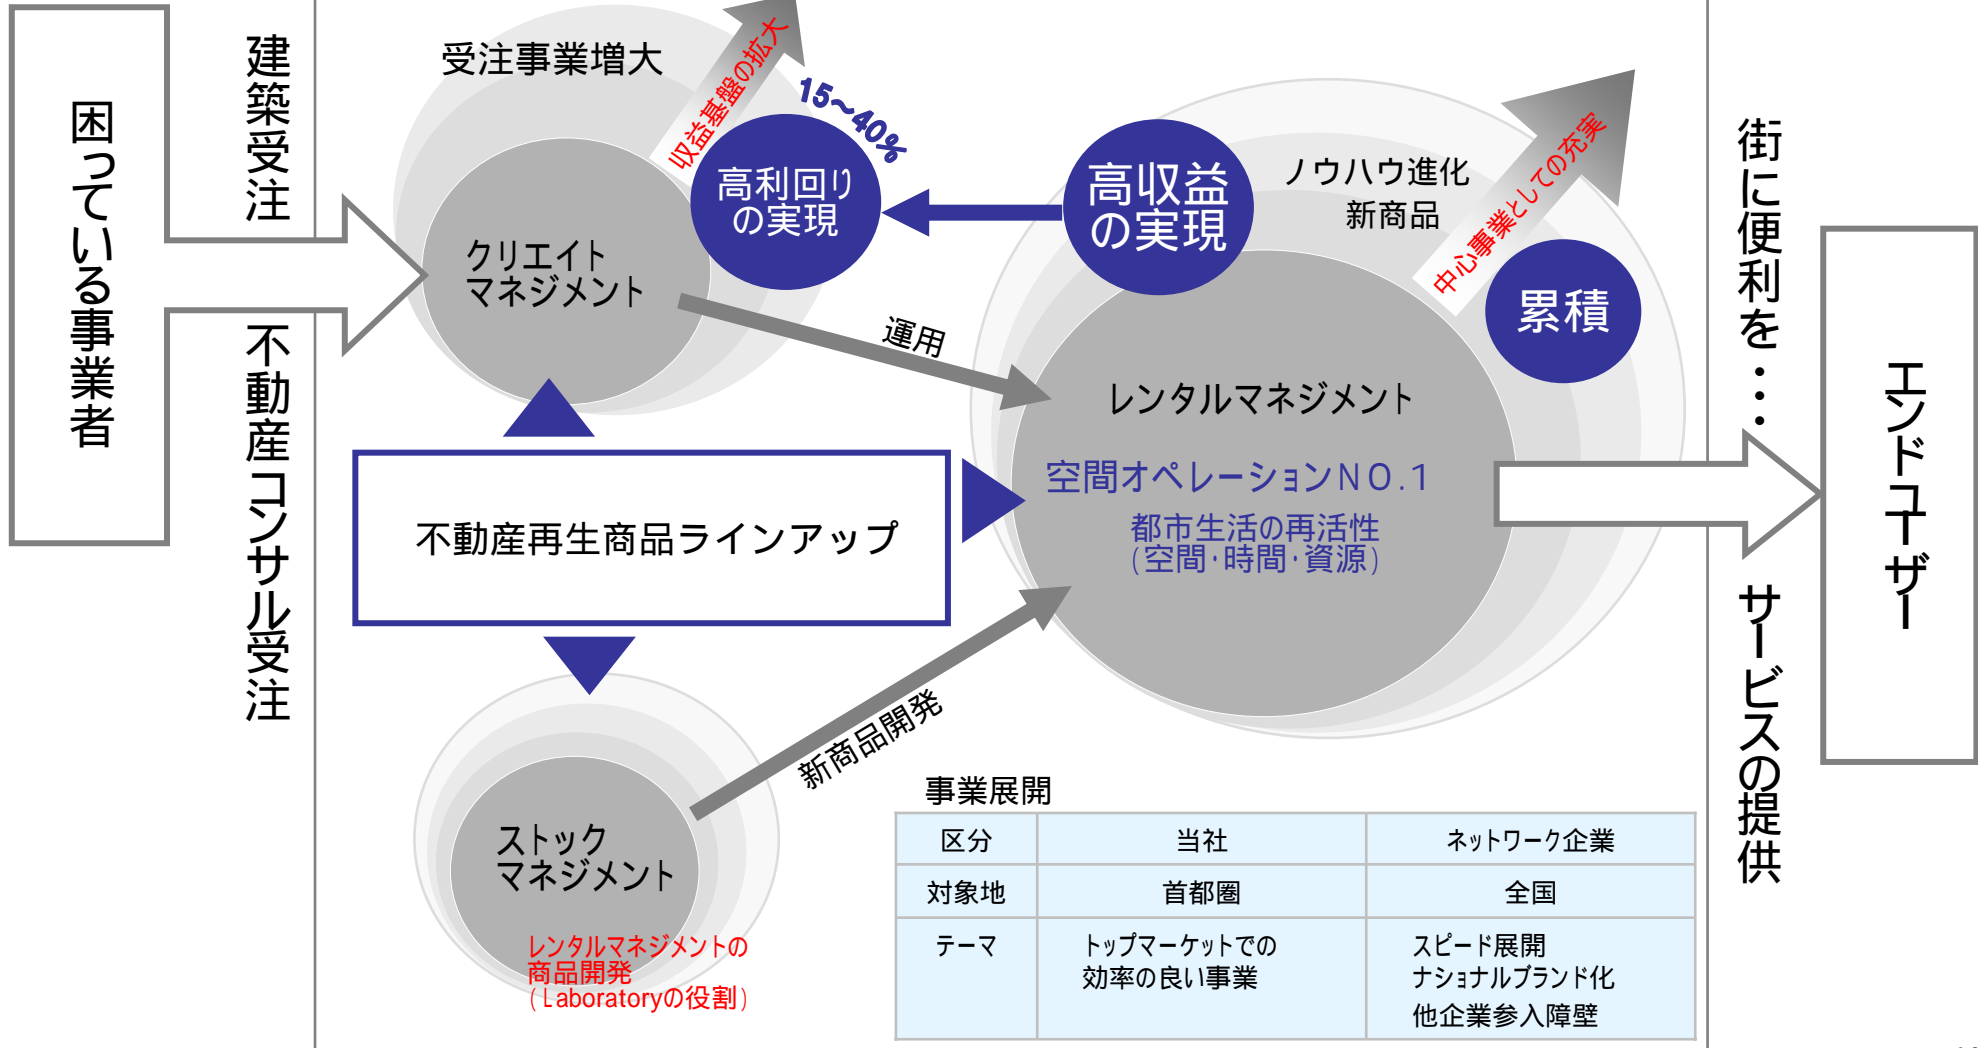 困っている事業者
建築受注
不動産コンサル受注
受注事業増大
収益基盤の拡大
15～40%
高利回り
の実現
クリエイト
マネジメント
高収益
の実現
ノウハウ進化
新商品
中心事業としての充実
累積
運用
レンタルマネジメント
空間オペレーションNO.1
都市生活の再活性
(空間･時間･資源)
不動産再生商品ラインアップ
新商品開発
ストック
マネジメント
レンタルマネジメントの
商品開発
(Laboratoryの役割)
事業展開
区分 当社 ネットワーク企業
対象地 首都圏 全国
テーマ トップマーケットでの スピード展開
効率の良い事業 ナショナルブランド化
他企業参入障壁
街に便利を・・・
サービスの提供
エンドユーザー